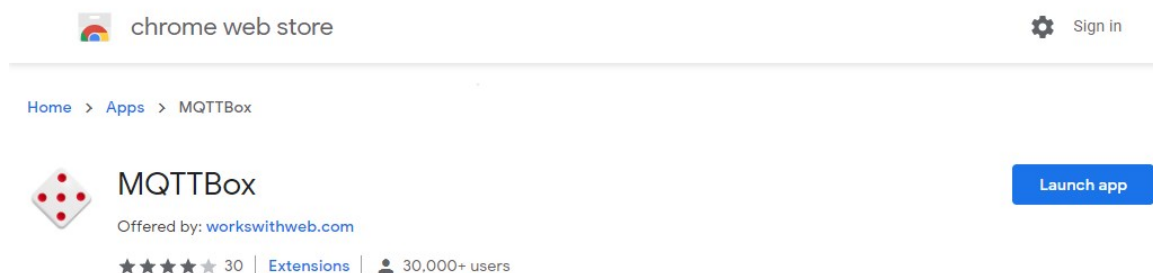 chrome web store
Sign in
Home > Apps > MQTTBox
MQTTBox
Launch app
Offered by: workswithweb.com
30 | Extensions | 30,000+ users